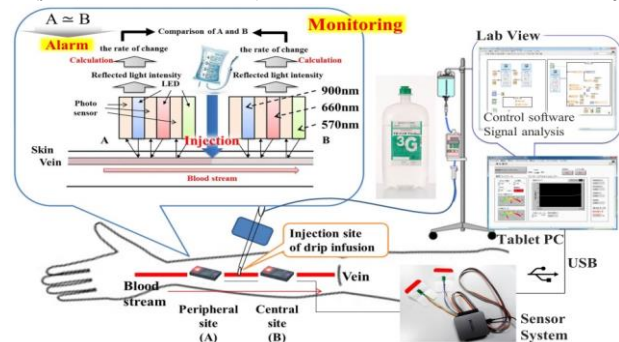 A ≃ B
Alarm
Comparison of A and B
Monitoring
the rate of change
the rate of change
Calculation
Calculation
Reflected light intensity
Reflected light intensity
LED
Photo
sensor
900nm
660nm
570nm
A
Injection
B
Skin
Vein
Blood stream
3G
Lab View
Control software
Signal analysis
Tablet PC
USB
Injection site
of drip infusion
Vein
Blood
stream
Peripheral
site
(A)
Central
site
(B)
Sensor
System